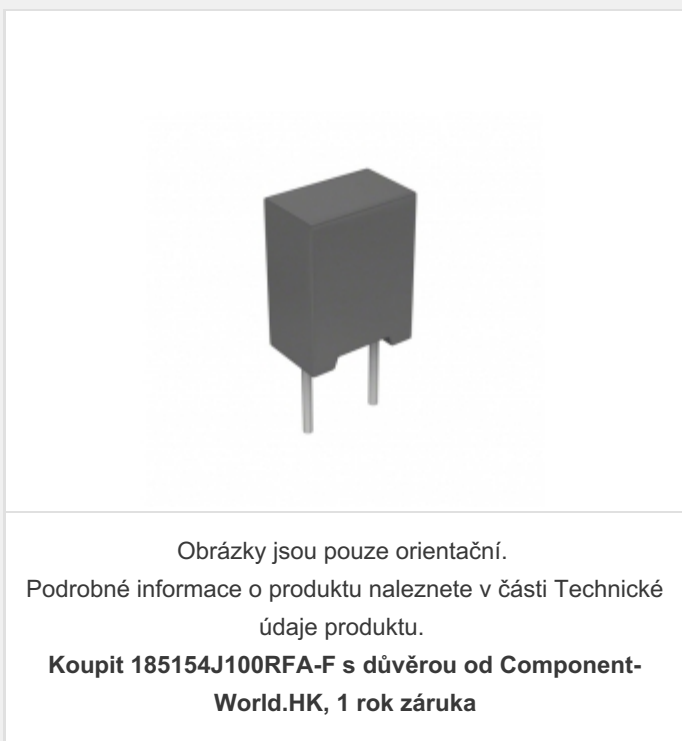 Obrázky jsou pouze orientační.
Podrobné informace o produktu naleznete v části Technické
údaje produktu.
Koupit 185154J100RFA-F s důvěrou od Component-
World.HK, 1 rok záruka